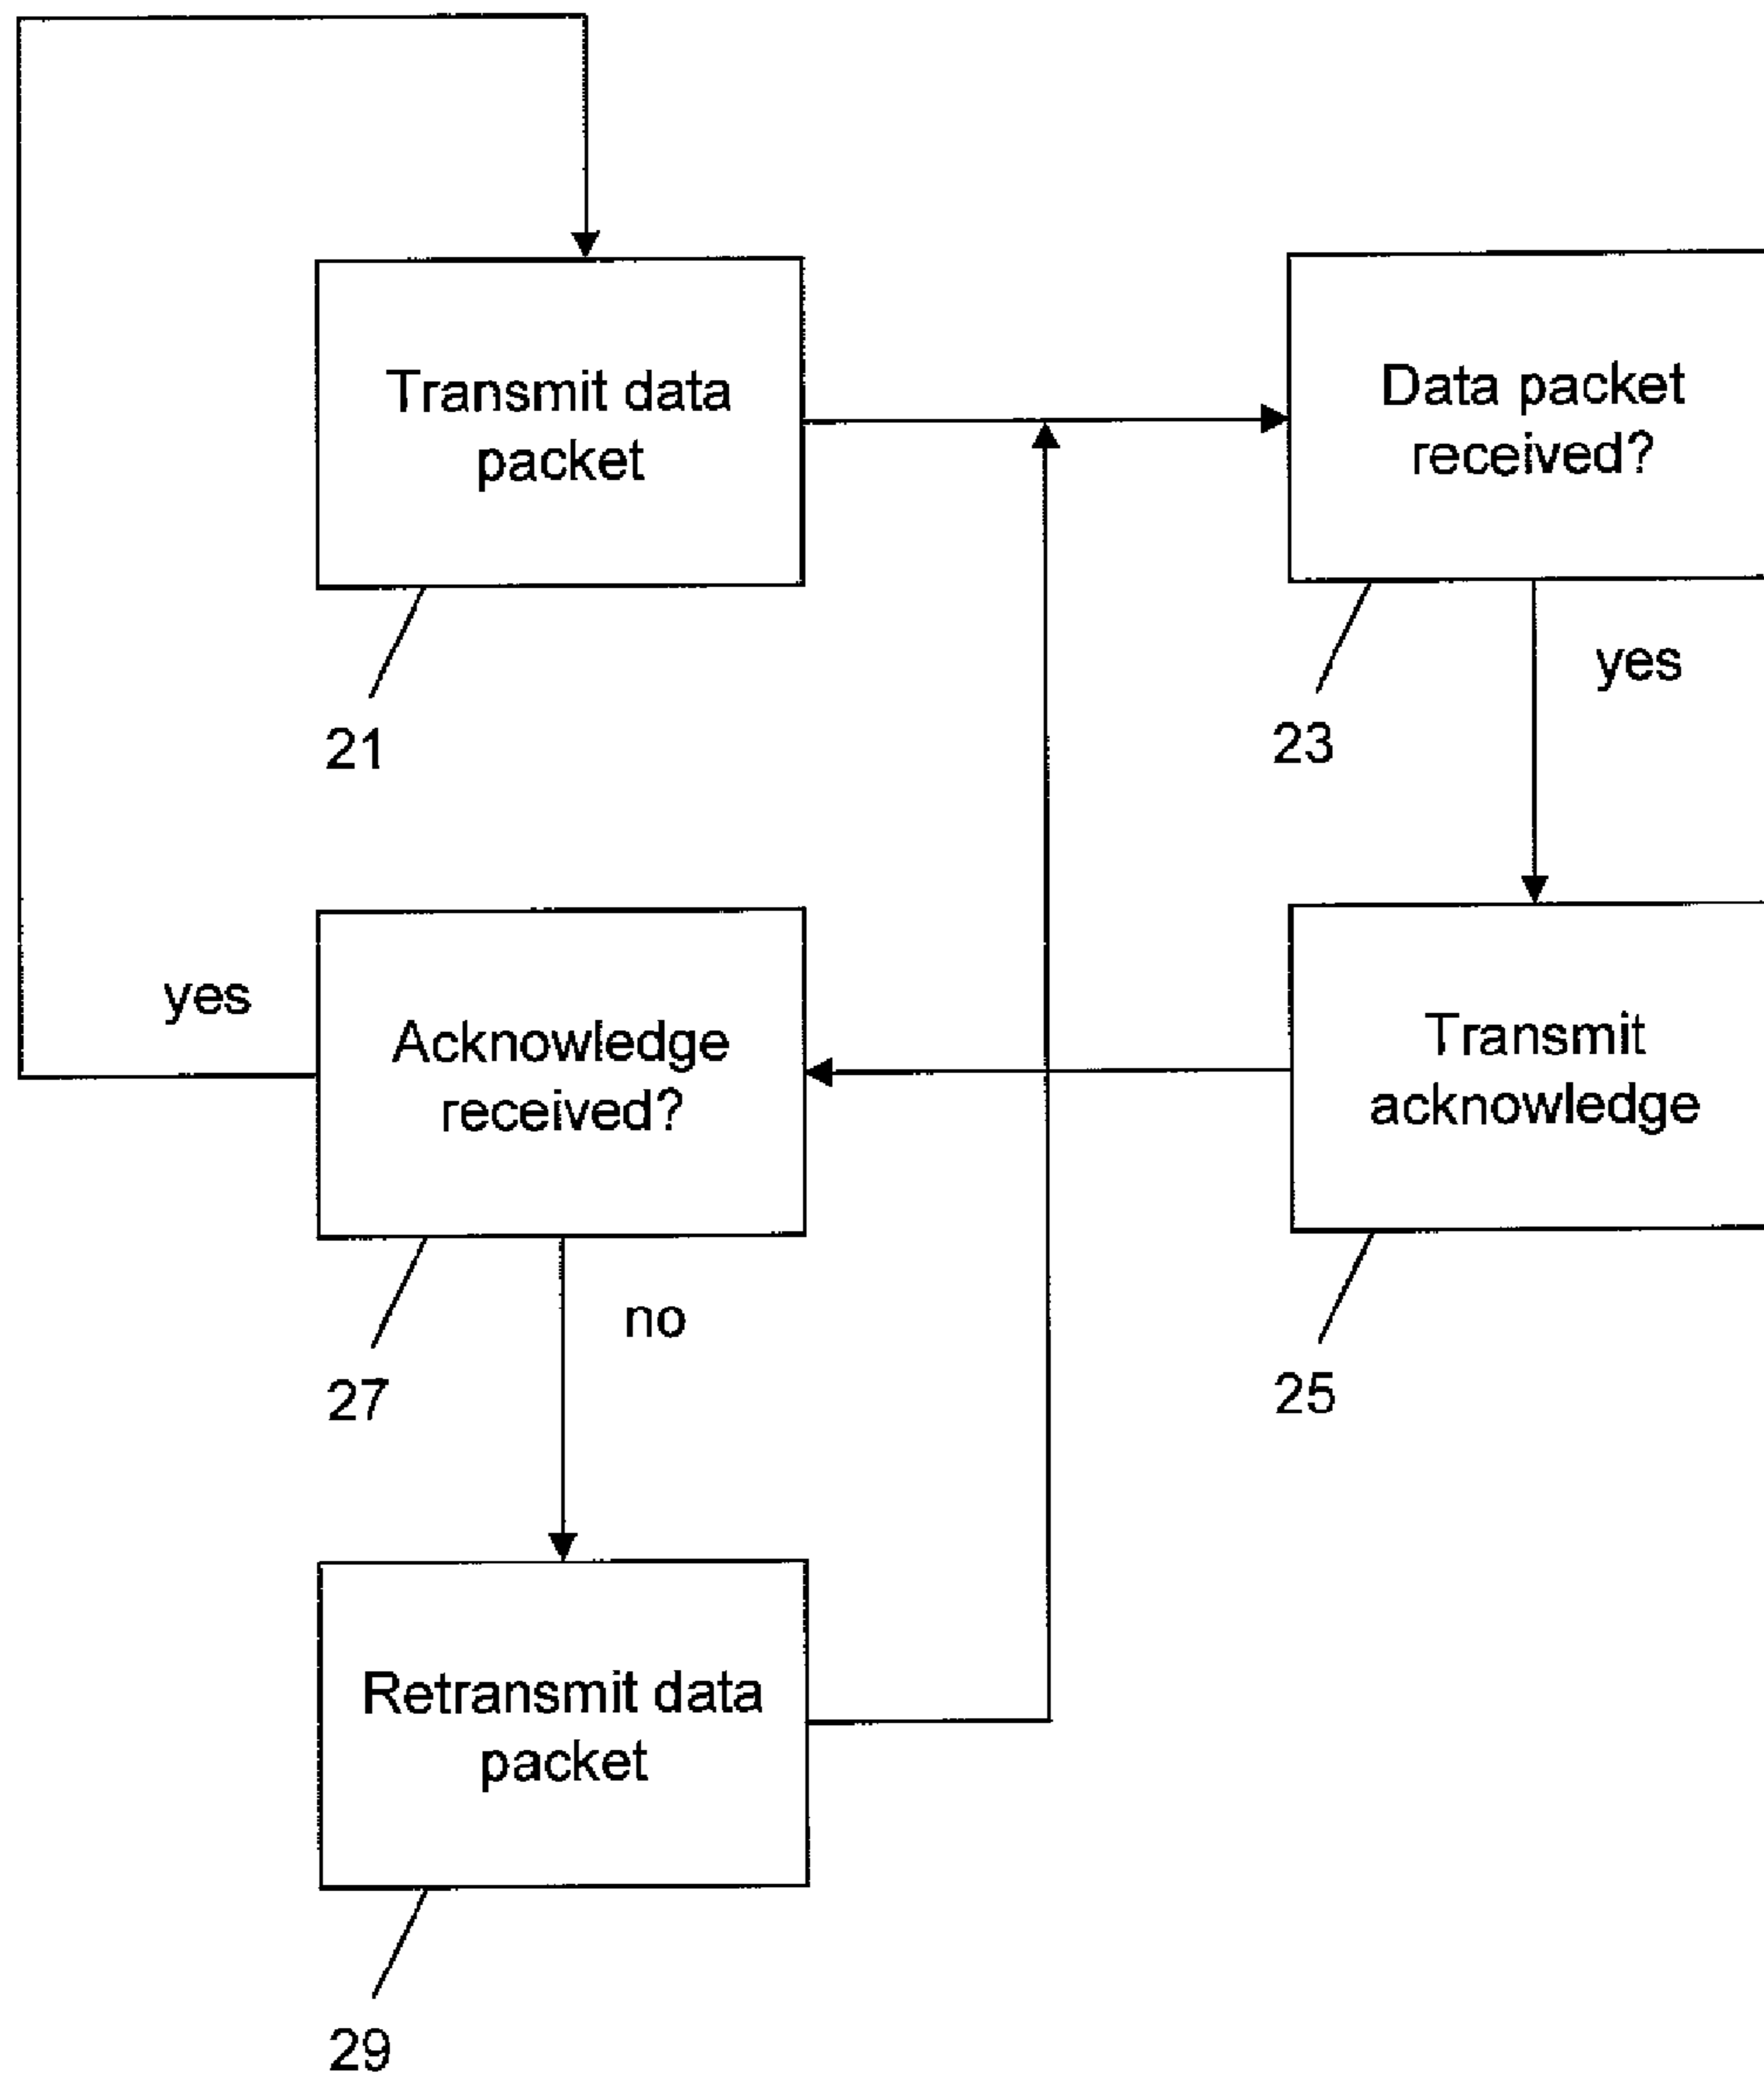 Transmit data
packet
21
Data packet
received?
23
yes
Transmit
acknowledge
25
yes
Acknowledge
received?
27
no
Retransmit data
packet
29